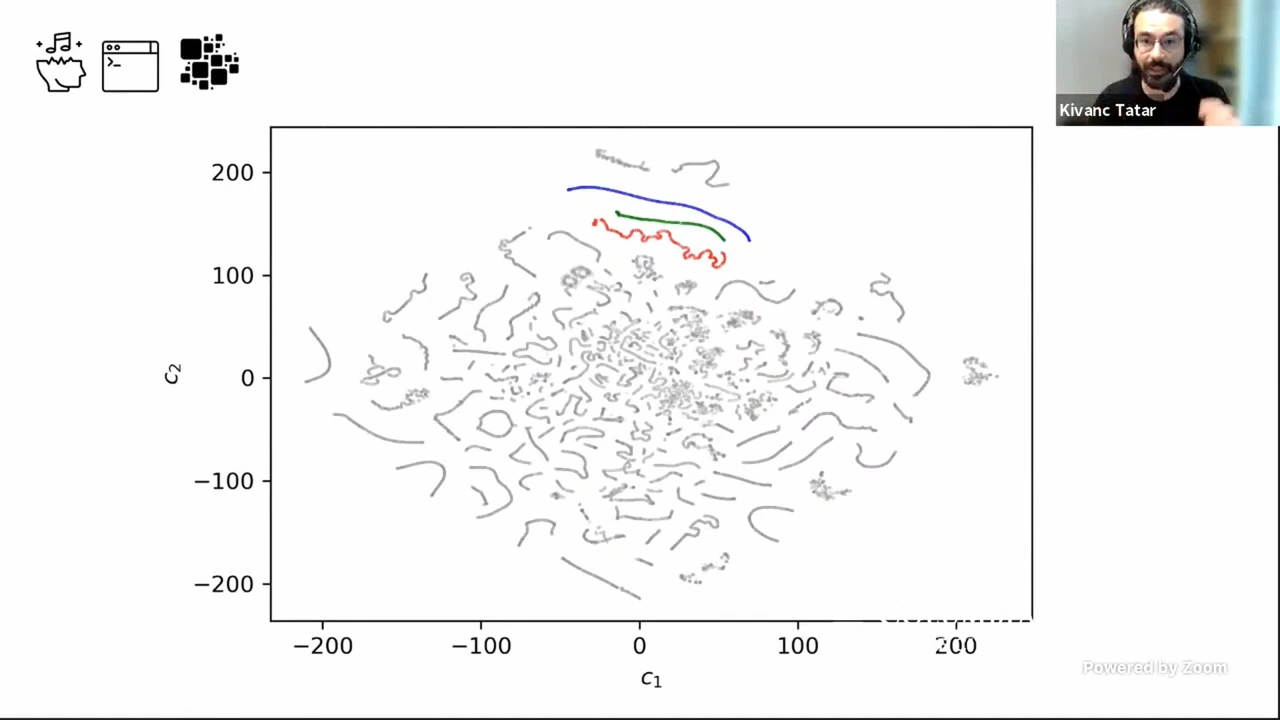 Kivanc Tatar
200
100
0
−100
−200
c2
−200
−100
0
100
200
c1
Powered by Zoom